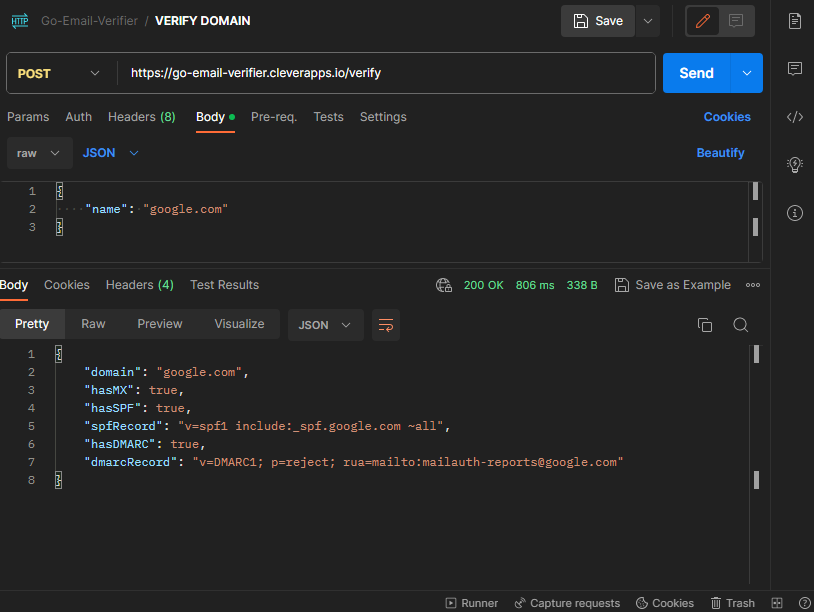 HTTP Go-Email-Verifier / VERIFY DOMAIN Save
POST https://go-email-verifier.cleverapps.io/verify Send
Params Auth Headers (8) Body Pre-req. Tests Settings Cookies
raw JSON Beautify
1 {
2 "name": "google.com"
3 }
Body Cookies Headers (4) Test Results 200 OK 806 ms 338 B Save as Example
Pretty Raw Preview Visualize JSON
1 {
2 "domain": "google.com",
3 "hasMX": true,
4 "hasSPF": true,
5 "spfRecord": "v=spf1 include:_spf.google.com ~all",
6 "hasDMARC": true,
7 "dmarcRecord": "v=DMARC1; p=reject; rua=mailto:mailauth-reports@google.com"
8 }
Runner Capture requests Cookies Trash